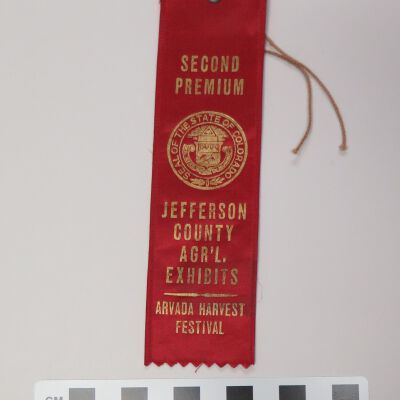 SECOND
PREMIUM
SEAL OF THE STATE OF COLORADO
JEFFERSON
COUNTY
AGR'L.
EXHIBITS
ARVADA HARVEST
FESTIVAL
CM